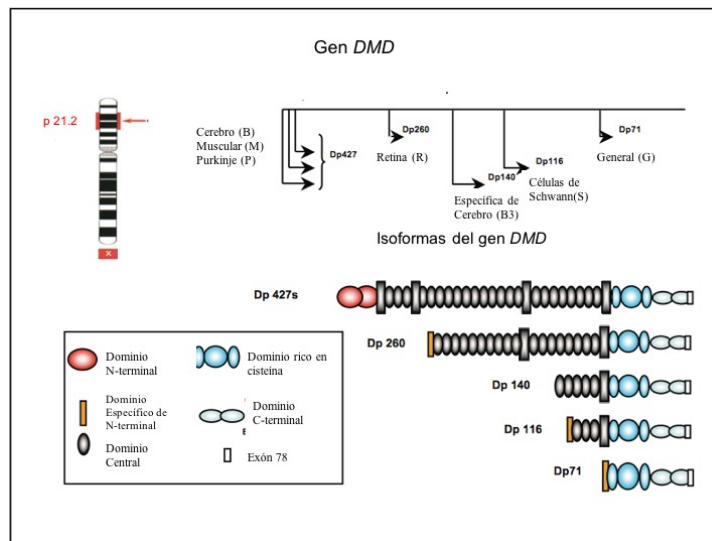 Gen DMD
p 21.2
Cerebro (B)
Muscular (M)
Purkinje (P)
Dp427
Dp260
Retina (R)
Dp140
Específica de
Cerebro (B3)
Dp116
Células de
Schwann(S)
Dp71
General (G)
X
Isoformas del gen DMD
Dp 427s
Dp 260
Dp 140
Dp 116
Dp71
Dominio
N-terminal
Dominio rico en
cisteína
Dominio
Específico de
N-terminal
Dominio
C-terminal
Dominio
Central
Exón 78